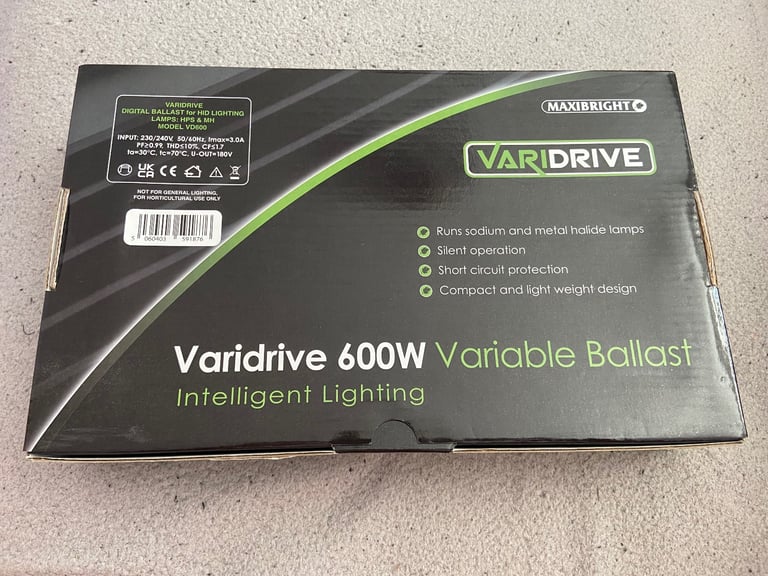 VARIDRIVE
DIGITAL BALLAST for HID LIGHTING
LAMPS: HPS & MH
MODEL VD600
INPUT: 230/240V, 50/60Hz, Imax=3.0A
PF≥0.99, THD≤10%, CF≤1.7
ta=30°C, tc=70°C, U-OUT=180V
UK
CA
CE
NOT FOR GENERAL LIGHTING,
FOR HORTICULTURAL USE ONLY
5 060403 591876
MAXIBRIGHT
VARIDRIVE
Runs sodium and metal halide lamps
Silent operation
Short circuit protection
Compact and light weight design
Varidrive 600W Variable Ballast
Intelligent Lighting